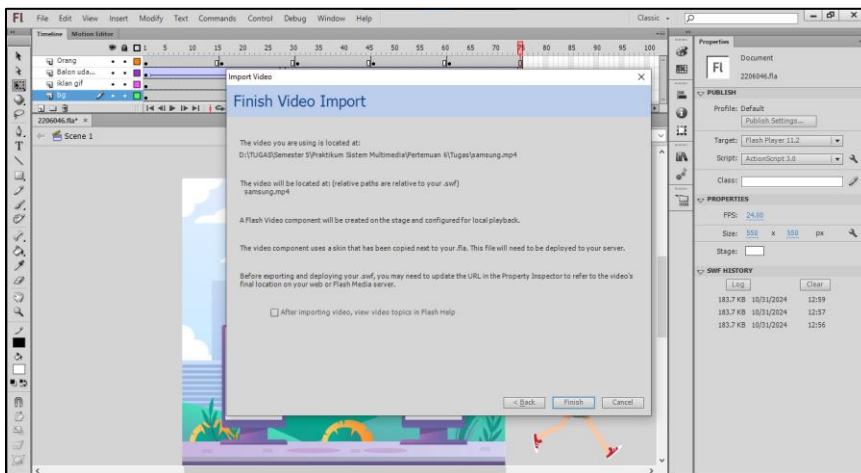 Fl File Edit View Insert Modify Text Commands Control Debug Window Help Classic
Timeline Motion Editor
1 5 10 15 20 25 30 35 40 45 50 55 60 65 70 75 80 85 90 95 100
Orang
Balon uda...
iklan gif
bg
2206046.fla*
Scene 1
Import Video
Finish Video Import
The video you are using is located at:
D:\TUGAS\Semester 5\Praktikum Sistem Multimedia\Pertemuan 6\Tugas\samsung.mp4
The video will be located at: (relative paths are relative to your .swf)
samsung.mp4
A Flash Video component will be created on the stage and configured for local playback.
The video component uses a skin that has been copied next to your .fla. This file will need to be deployed to your server.
Before exporting and deploying your .swf, you may need to update the URL in the Property Inspector to refer to the video's
final location on your web or Flash Media server.
After importing video, view video topics in Flash Help
< Back Finish Cancel
Properties
Fl Document
2206046.fla
PUBLISH
Profile: Default
Publish Settings...
Target: Flash Player 11.2
Script: ActionScript 3.0
Class:
PROPERTIES
FPS: 24.00
Size: 550 x 550 px
Stage:
SWF HISTORY
Log Clear
183.7 KB 10/31/2024 12:59
183.7 KB 10/31/2024 12:57
183.7 KB 10/31/2024 12:56